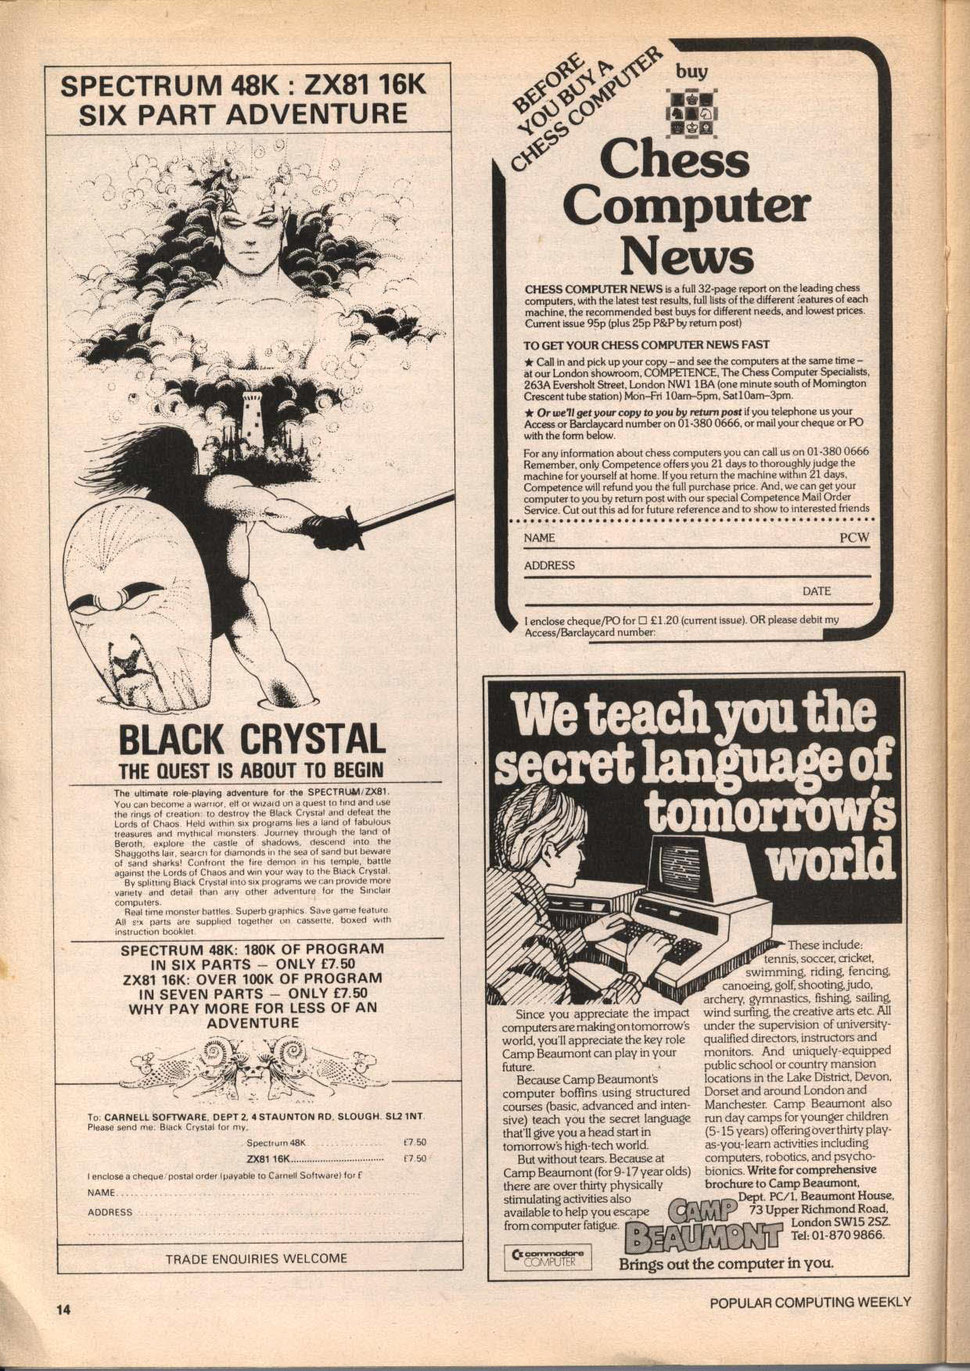 SPECTRUM 48K : ZX81 16K
SIX PART ADVENTURE
BLACK CRYSTAL
THE QUEST IS ABOUT TO BEGIN
The ultimate role-playing adventure for the SPECTRUM/ZX81.
You can become a warrior, elf or wizard on a quest to find and use
the rings of creation: to destroy the Black Crystal and defeat the
Lords of Chaos. Held within six programs lies a land of fabulous
treasures and mythical monsters. Journey through the land of
Beroth, explore the castle of shadows, descend into the
Shaggoths lair, search for diamonds in the sea of sand but beware
of sand sharks! Confront the fire demon in his temple, battle
against the Lords of Chaos and win your way to the Black Crystal.
By splitting Black Crystal into six programs we can provide more
variety and detail than any other adventure for the Sinclair
computers.
Real time monster battles. Superb graphics. Save game feature.
All six parts are supplied together on cassette, boxed with
instruction booklet.
SPECTRUM 48K: 180K OF PROGRAM
IN SIX PARTS — ONLY £7.50
ZX81 16K: OVER 100K OF PROGRAM
IN SEVEN PARTS — ONLY £7.50
WHY PAY MORE FOR LESS OF AN
ADVENTURE
To: CARNELL SOFTWARE, DEPT 2, 4 STAUNTON RD, SLOUGH. SL2 1NT.
Please send me: Black Crystal for my,
Spectrum 48K ................ £7.50
ZX81 16K................................ £7.50
I enclose a cheque/postal order (payable to Carnell Software) for £
NAME
ADDRESS
TRADE ENQUIRIES WELCOME
BEFORE
YOU BUY A
CHESS COMPUTER
buy
Chess
Computer
News
CHESS COMPUTER NEWS is a full 32-page report on the leading chess
computers, with the latest test results, full lists of the different features of each
machine, the recommended best buys for different needs, and lowest prices.
Current issue 95p (plus 25p P&P by return post)
TO GET YOUR CHESS COMPUTER NEWS FAST
★ Call in and pick up your copy – and see the computers at the same time –
at our London showroom, COMPETENCE, The Chess Computer Specialists,
263A Eversholt Street, London NW1 1BA (one minute south of Mornington
Crescent tube station) Mon–Fri 10am–5pm, Sat 10am–3pm.
★ Or we'll get your copy to you by return post if you telephone us your
Access or Barclaycard number on 01-380 0666, or mail your cheque or PO
with the form below.
For any information about chess computers you can call us on 01-380 0666
Remember, only Competence offers you 21 days to thoroughly judge the
machine for yourself at home. If you return the machine within 21 days,
Competence will refund you the full purchase price. And, we can get your
computer to you by return post with our special Competence Mail Order
Service. Cut out this ad for future reference and to show to interested friends
NAME PCW
ADDRESS
DATE
I enclose cheque/PO for □ £1.20 (current issue). OR please debit my
Access/Barclaycard number:
We teach you the
secret language of
tomorrow's
world
Since you appreciate the impact
computers are making on tomorrow's
world, you'll appreciate the key role
Camp Beaumont can play in your
future.
Because Camp Beaumont's
computer boffins using structured
courses (basic, advanced and inten-
sive) teach you the secret language
that'll give you a head start in
tomorrow's high-tech world.
But without tears. Because at
Camp Beaumont (for 9-17 year olds)
there are over thirty physically
stimulating activities also
available to help you escape
from computer fatigue.
These include:
tennis, soccer, cricket,
swimming, riding, fencing,
canoeing, golf, shooting, judo,
archery, gymnastics, fishing, sailing,
wind surfing, the creative arts etc. All
under the supervision of university-
qualified directors, instructors and
monitors. And uniquely-equipped
public school or country mansion
locations in the Lake District, Devon,
Dorset and around London and
Manchester. Camp Beaumont also
run day camps for younger children
(5-15 years) offering over thirty play-
as-you-learn activities including
computers, robotics, and psycho-
bionics. Write for comprehensive
brochure to Camp Beaumont,
Dept. PC/1, Beaumont House,
73 Upper Richmond Road,
London SW15 2SZ.
Tel: 01-870 9866.
CAMP
BEAUMONT
commodore
COMPUTER
Brings out the computer in you.
14
POPULAR COMPUTING WEEKLY